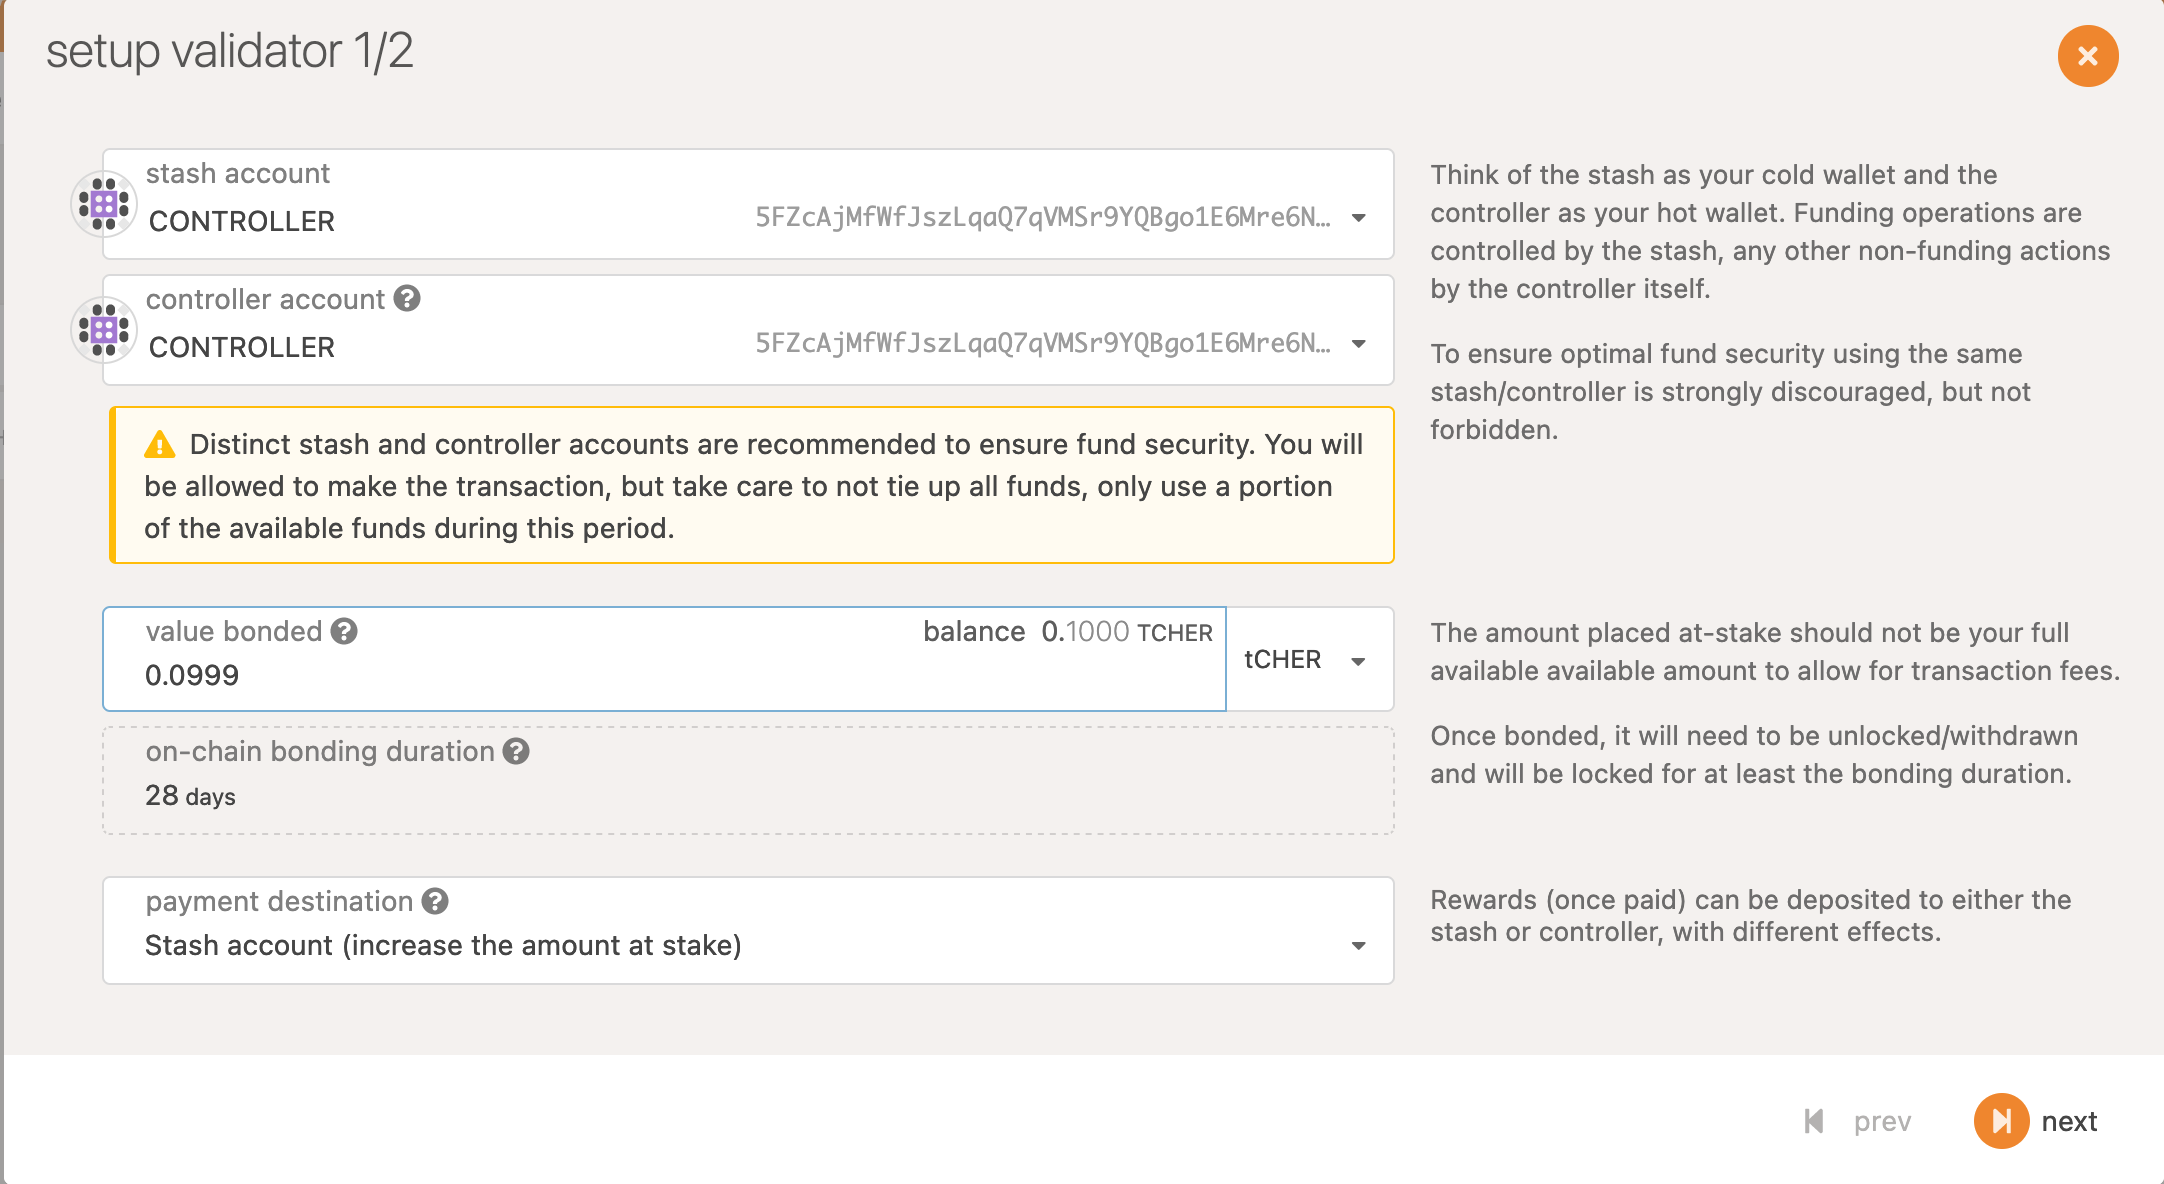 setup validator 1/2
stash account
CONTROLLER
5FZcAjMfWfJszLqaQ7qVMSr9YQBgo1E6Mre6N…
controller account
CONTROLLER
5FZcAjMfWfJszLqaQ7qVMSr9YQBgo1E6Mre6N…
Distinct stash and controller accounts are recommended to ensure fund security. You will
be allowed to make the transaction, but take care to not tie up all funds, only use a portion
of the available funds during this period.
Think of the stash as your cold wallet and the
controller as your hot wallet. Funding operations are
controlled by the stash, any other non-funding actions
by the controller itself.
To ensure optimal fund security using the same
stash/controller is strongly discouraged, but not
forbidden.
value bonded
balance 0.1000 TCHER
0.0999
tCHER
on-chain bonding duration
28 days
The amount placed at-stake should not be your full
available available amount to allow for transaction fees.
Once bonded, it will need to be unlocked/withdrawn
and will be locked for at least the bonding duration.
payment destination
Stash account (increase the amount at stake)
Rewards (once paid) can be deposited to either the
stash or controller, with different effects.
prev
next